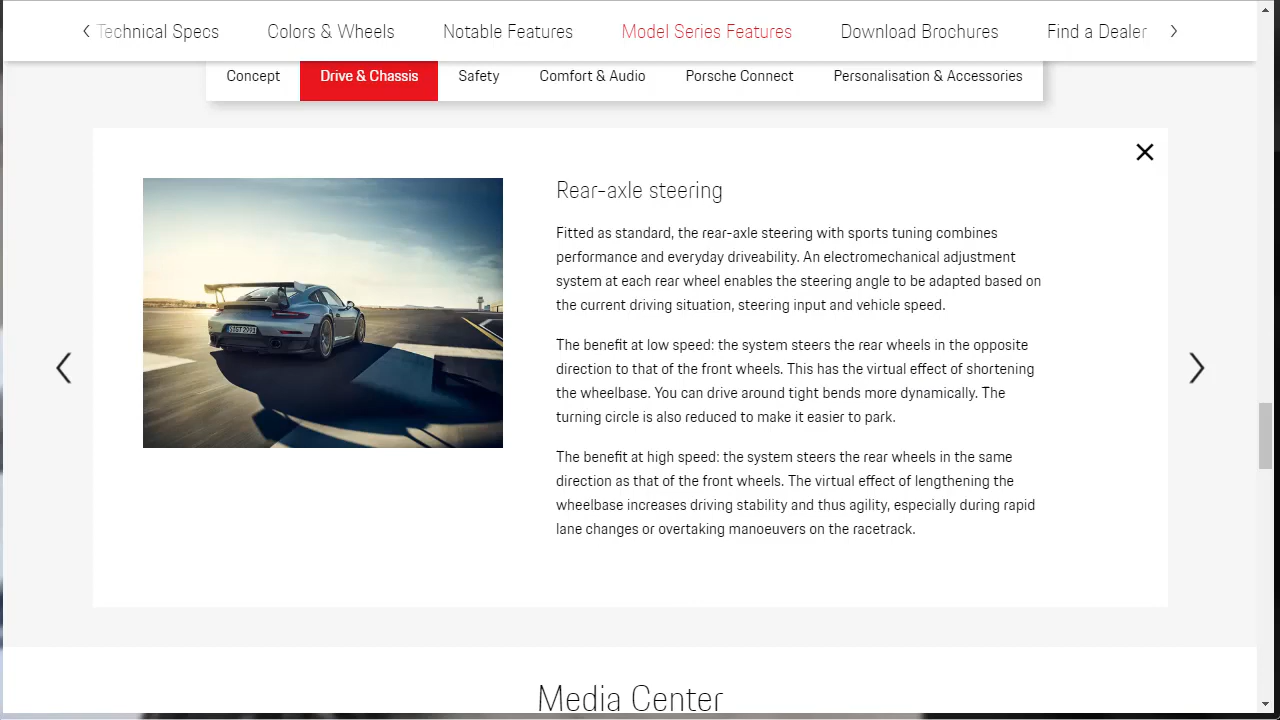 Technical Specs
Colors & Wheels
Notable Features
Model Series Features
Download Brochures
Find a Dealer
Concept
Drive & Chassis
Safety
Comfort & Audio
Porsche Connect
Personalisation & Accessories
Rear-axle steering
Fitted as standard, the rear-axle steering with sports tuning combines
performance and everyday driveability. An electromechanical adjustment
system at each rear wheel enables the steering angle to be adapted based on
the current driving situation, steering input and vehicle speed.
The benefit at low speed: the system steers the rear wheels in the opposite
direction to that of the front wheels. This has the virtual effect of shortening
the wheelbase. You can drive around tight bends more dynamically. The
turning circle is also reduced to make it easier to park.
The benefit at high speed: the system steers the rear wheels in the same
direction as that of the front wheels. The virtual effect of lengthening the
wheelbase increases driving stability and thus agility, especially during rapid
lane changes or overtaking manoeuvers on the racetrack.
Media Center